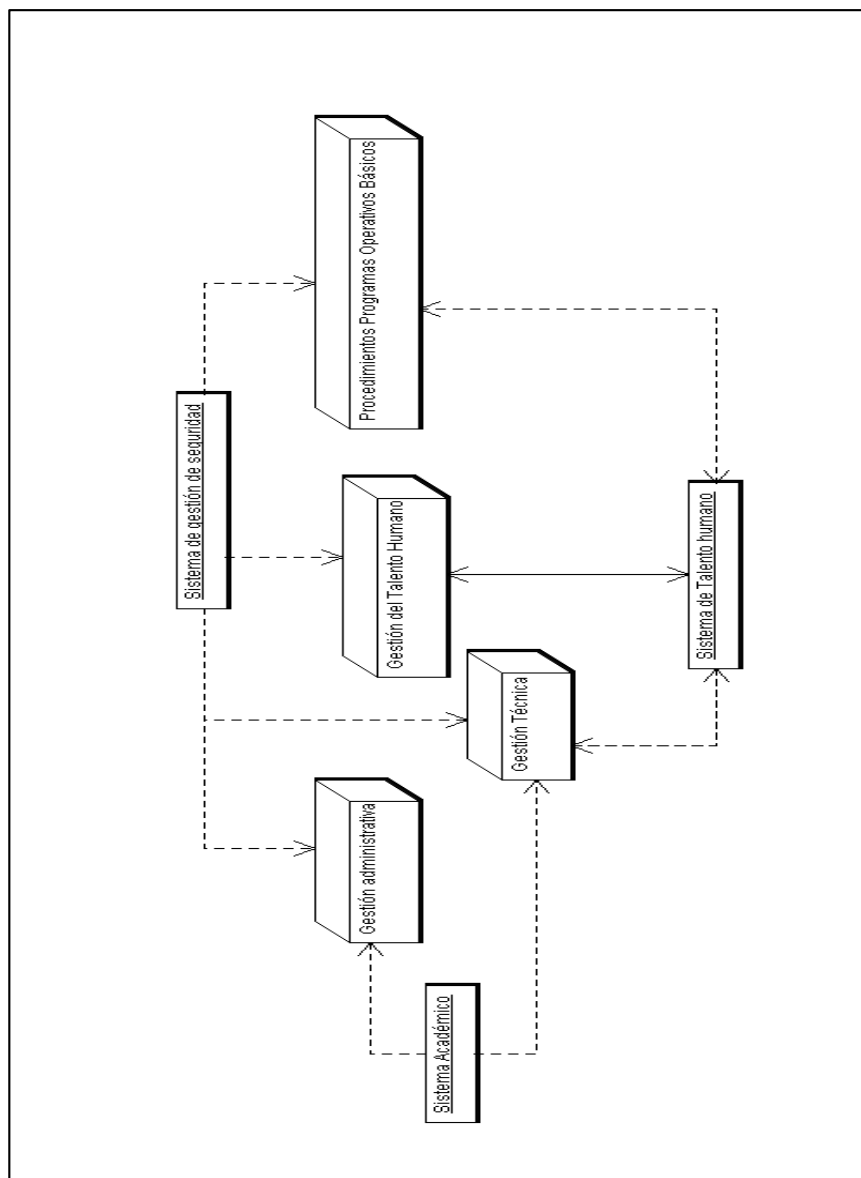 Sistema de gestión de seguridad
Gestión administrativa
Gestión del Talento Humano
Procedimientos Programas Operativos Básicos
Sistema Académico
Gestión Técnica
Sistema de Talento humano